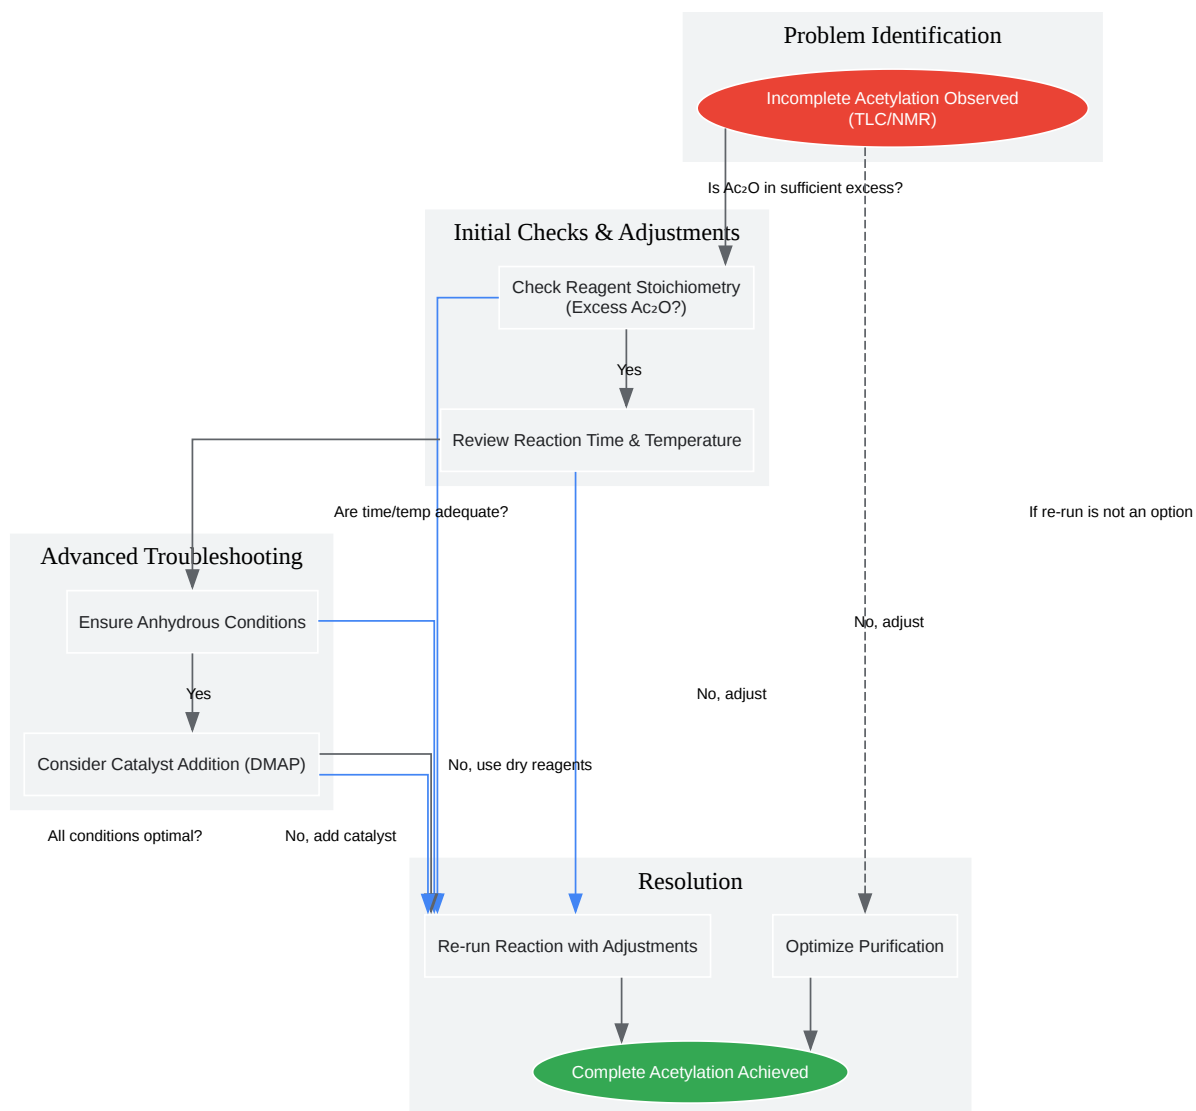 Problem Identification
Incomplete Acetylation Observed
(TLC/NMR)
Is Ac₂O in sufficient excess?
Initial Checks & Adjustments
Check Reagent Stoichiometry
(Excess Ac₂O?)
Yes
Review Reaction Time & Temperature
Are time/temp adequate?
If re-run is not an option
Advanced Troubleshooting
Ensure Anhydrous Conditions
No, adjust
Yes
No, adjust
Consider Catalyst Addition (DMAP)
No, use dry reagents
All conditions optimal?
No, add catalyst
Resolution
Re-run Reaction with Adjustments
Optimize Purification
Complete Acetylation Achieved